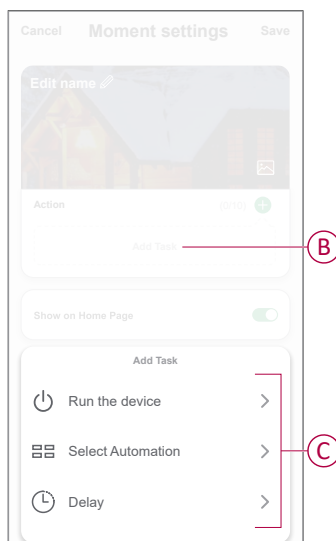 Cancel Moment settings Save
Edit name
Action
Add Task
B
Show on Home Page
Add Task
Run the device
Select Automation
C
Delay